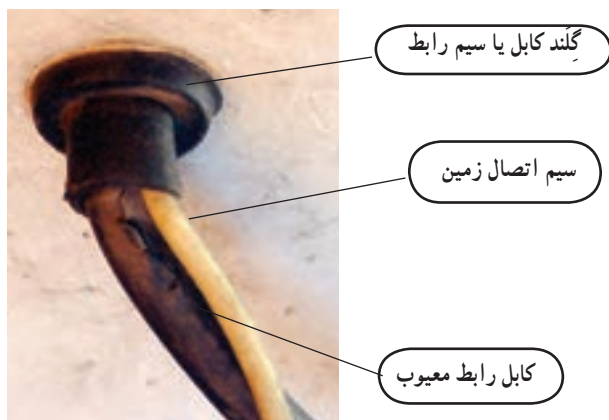 گِلَند کابل یا سیم رابط
سیم اتصال زمین
کابل رابط معیوب